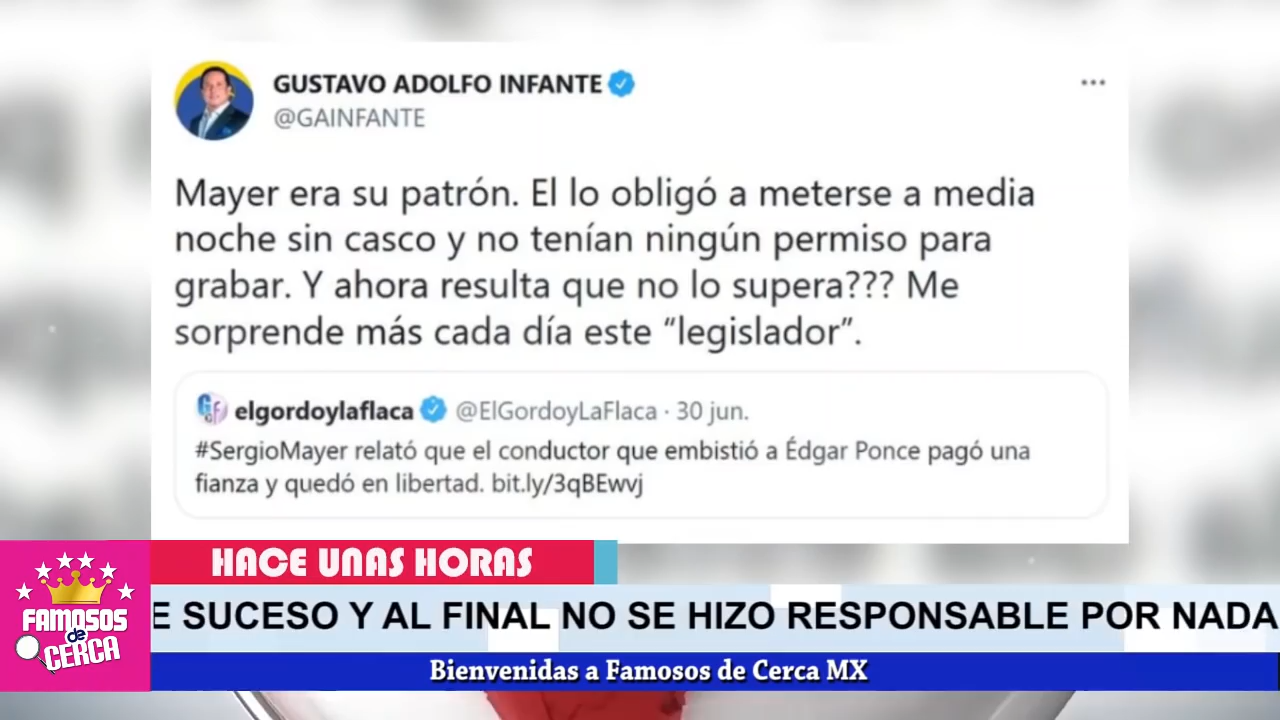 GUSTAVO ADOLFO INFANTE
@GAINFANTE
Mayer era su patrón. El lo obligó a meterse a media
noche sin casco y no tenían ningún permiso para
grabar. Y ahora resulta que no lo supera??? Me
sorprende más cada día este “legislador”.
elgordoylaflaca @ElGordoyLaFlaca · 30 jun.
#SergioMayer relató que el conductor que embistió a Édgar Ponce pagó una
fianza y quedó en libertad. bit.ly/3qBEwvj
HACE UNAS HORAS
E SUCESO Y AL FINAL NO SE HIZO RESPONSABLE POR NADA
FAMOSOS
de
CERCA
Bienvenidas a Famosos de Cerca MX